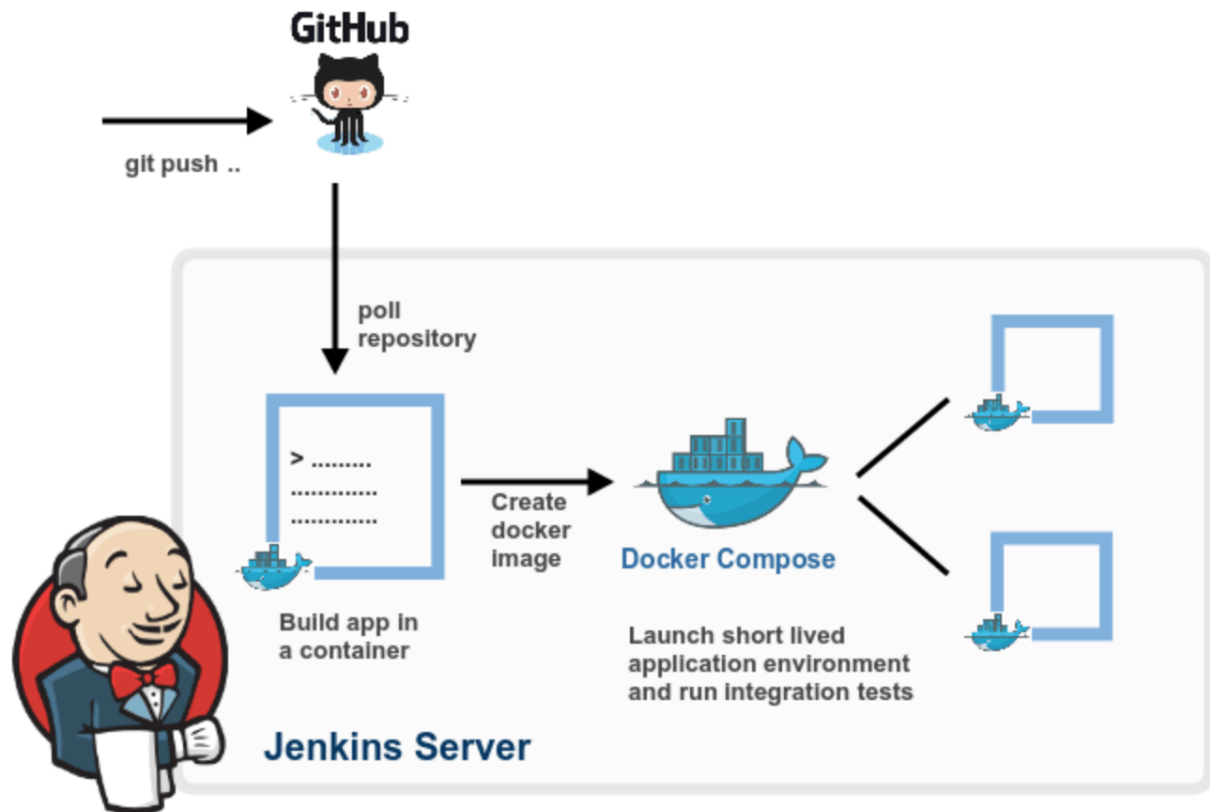 GitHub
git push ..
poll
repository
> .........
.............
.............
Create
docker
image
Docker Compose
Build app in
a container
Launch short lived
application environment
and run integration tests
Jenkins Server